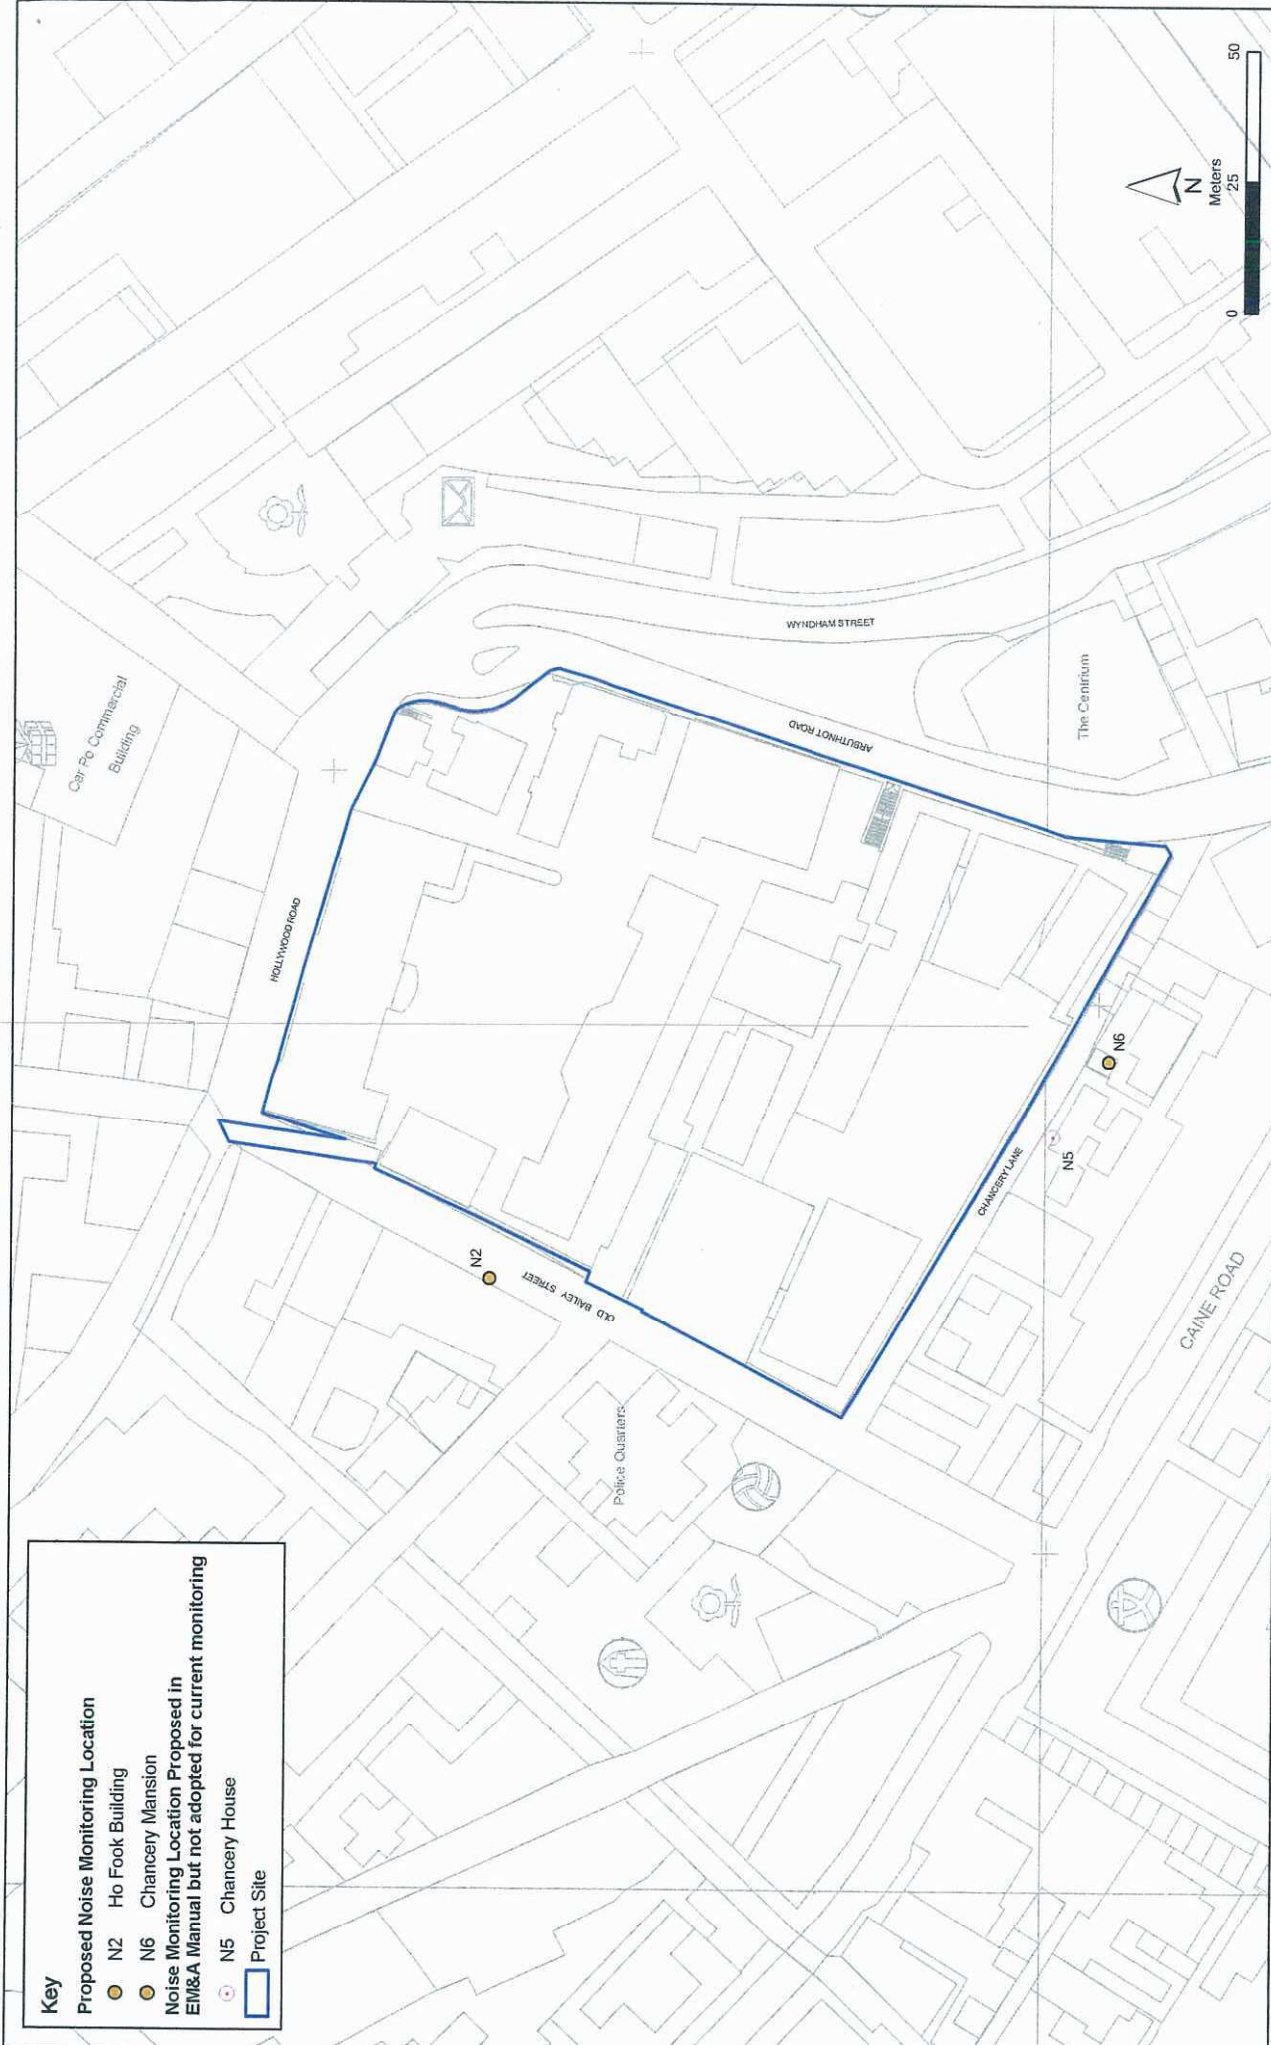 Key
Proposed Noise Monitoring Location
N2 Ho Fook Building
N6 Chancery Mansion
Noise Monitoring Location Proposed in
EM&A Manual but not adopted for current monitoring
N5 Chancery House
Project Site
Car Po Commercial
Building
HOLLYWOOD ROAD
WYNDHAM STREET
ARBUTHNOT ROAD
The Centrium
N2
OLD BAILEY STREET
Police Quarters
CHANCERY LANE
N6
N5
CAINE ROAD
N
Meters
0 25 50